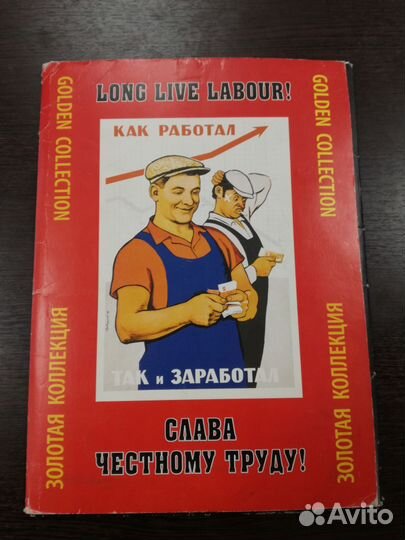 LONG LIVE LABOUR!
GOLDEN COLLECTION
GOLDEN COLLECTION
КАК РАБОТАЛ
ТАК и ЗАРАБОТАЛ
ЗОЛОТАЯ КОЛЛЕКЦИЯ
ЗОЛОТАЯ КОЛЛЕКЦИЯ
СЛАВА
ЧЕСТНОМУ ТРУДУ!
Avito